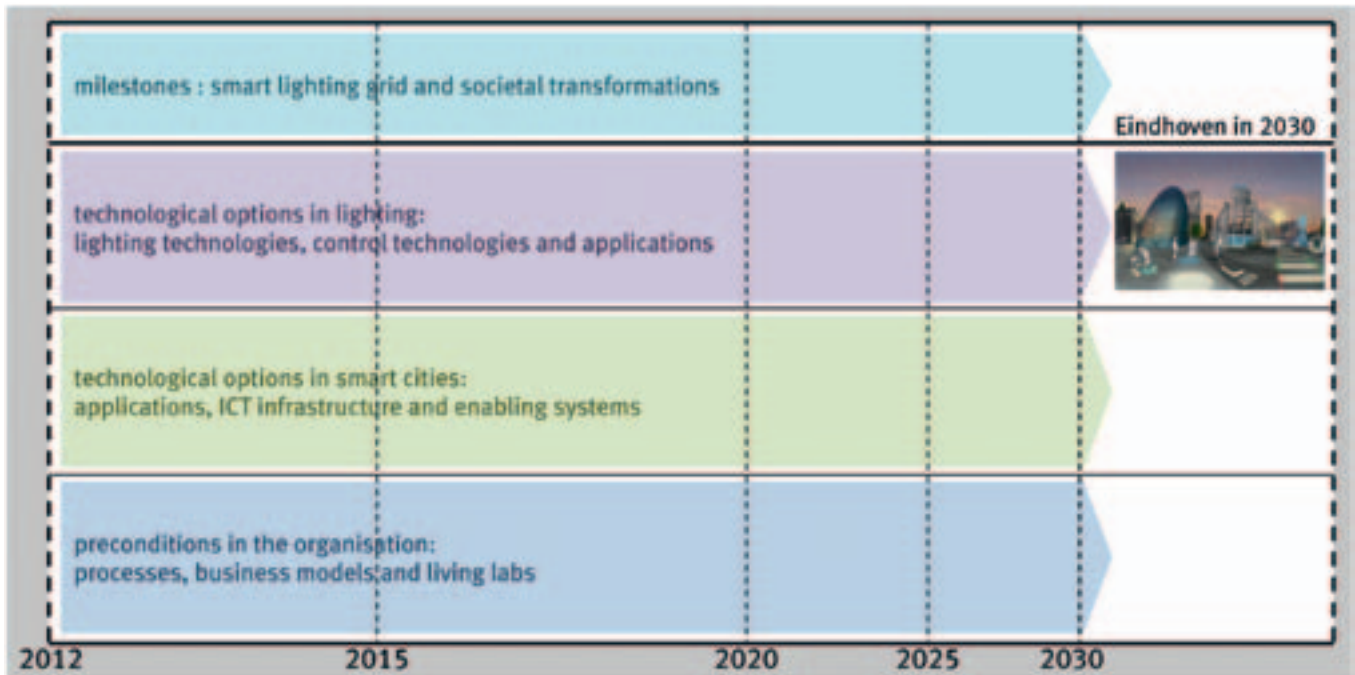 milestones : smart lighting grid and societal transformations
Eindhoven in 2030
technological options in lighting:
lighting technologies, control technologies and applications
technological options in smart cities:
applications, ICT infrastructure and enabling systems
preconditions in the organisation:
processes, business models and living labs
2012 2015 2020 2025 2030